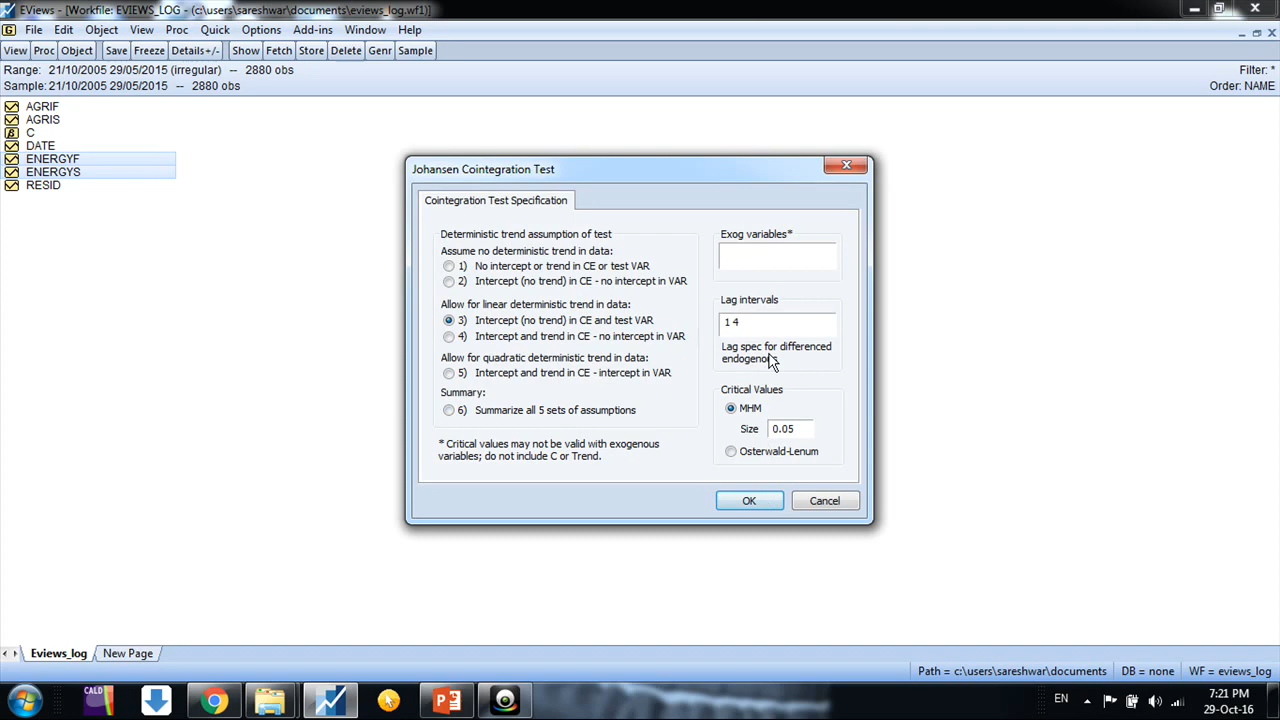 EViews - [Workfile: EVIEWS_LOG - (c:\users\sareshwar\documents\eviews_log.wf1)]
File Edit Object View Proc Quick Options Add-ins Window Help
View Proc Object Save Freeze Details+/- Show Fetch Store Delete Genr Sample
Range: 21/10/2005 29/05/2015 (irregular) -- 2880 obs
Filter: *
Sample: 21/10/2005 29/05/2015 -- 2880 obs
Order: NAME
AGRIF
AGRIS
C
DATE
ENERGYF
ENERGYS
RESID
Johansen Cointegration Test
Cointegration Test Specification
Deterministic trend assumption of test
Assume no deterministic trend in data:
1) No intercept or trend in CE or test VAR
2) Intercept (no trend) in CE - no intercept in VAR
Allow for linear deterministic trend in data:
3) Intercept (no trend) in CE and test VAR
4) Intercept and trend in CE - no intercept in VAR
Allow for quadratic deterministic trend in data:
5) Intercept and trend in CE - intercept in VAR
Summary:
6) Summarize all 5 sets of assumptions
* Critical values may not be valid with exogenous
variables; do not include C or Trend.
Exog variables*
Lag intervals
1 4
Lag spec for differenced
endogenous
Critical Values
MHM
Size 0.05
Osterwald-Lenum
OK Cancel
Eviews_log New Page
Path = c:\users\sareshwar\documents DB = none WF = eviews_log
CALD
EN
7:21 PM
29-Oct-16